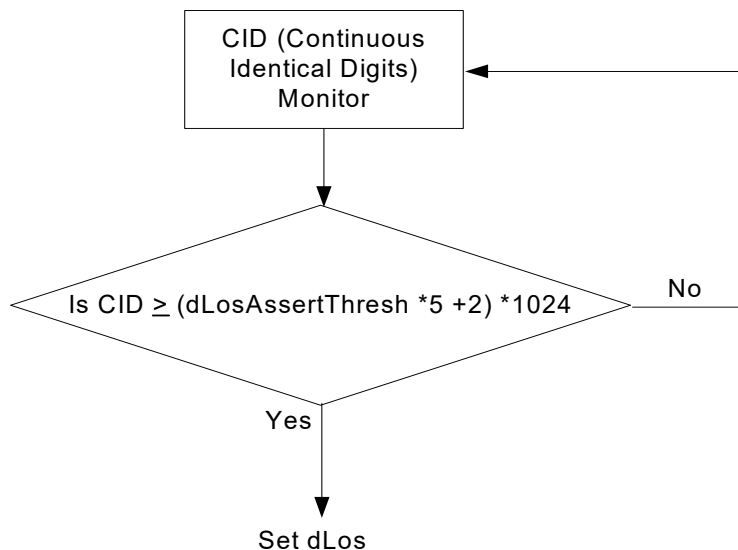 CID (Continuous
Identical Digits)
Monitor
Is CID ≥ (dLosAssertThresh *5 +2) *1024
No
Yes
Set dLos